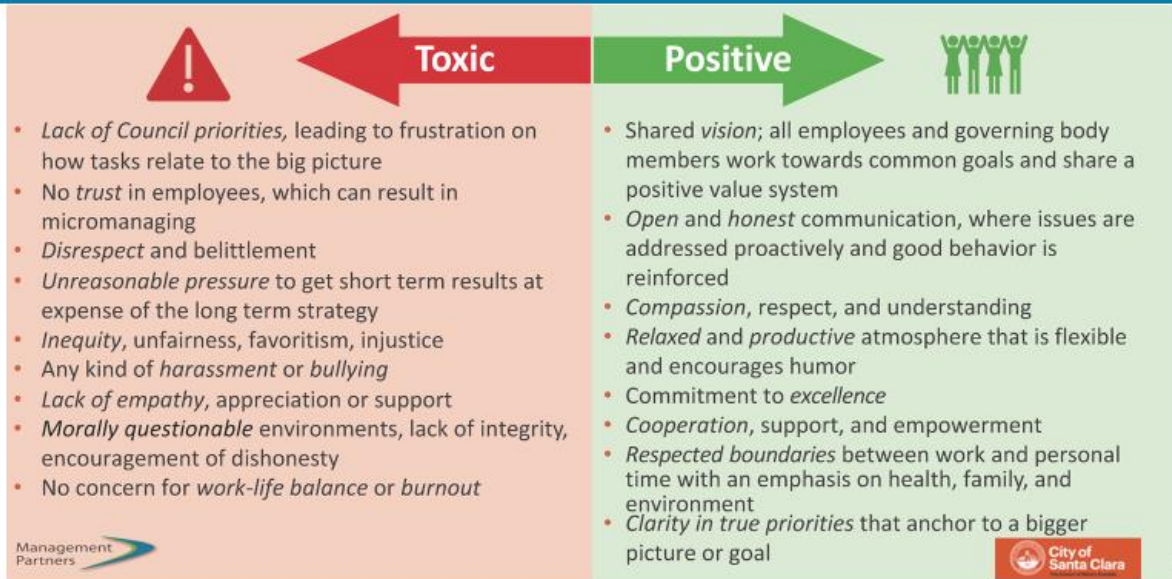 Toxic
• Lack of Council priorities, leading to frustration on
how tasks relate to the big picture
• No trust in employees, which can result in
micromanaging
• Disrespect and belittlement
• Unreasonable pressure to get short term results at
expense of the long term strategy
• Inequity, unfairness, favoritism, injustice
• Any kind of harassment or bullying
• Lack of empathy, appreciation or support
• Morally questionable environments, lack of integrity,
encouragement of dishonesty
• No concern for work-life balance or burnout
Management
Partners
Positive
• Shared vision; all employees and governing body
members work towards common goals and share a
positive value system
• Open and honest communication, where issues are
addressed proactively and good behavior is
reinforced
• Compassion, respect, and understanding
• Relaxed and productive atmosphere that is flexible
and encourages humor
• Commitment to excellence
• Cooperation, support, and empowerment
• Respected boundaries between work and personal
time with an emphasis on health, family, and
environment
• Clarity in true priorities that anchor to a bigger
picture or goal
City of
Santa Clara